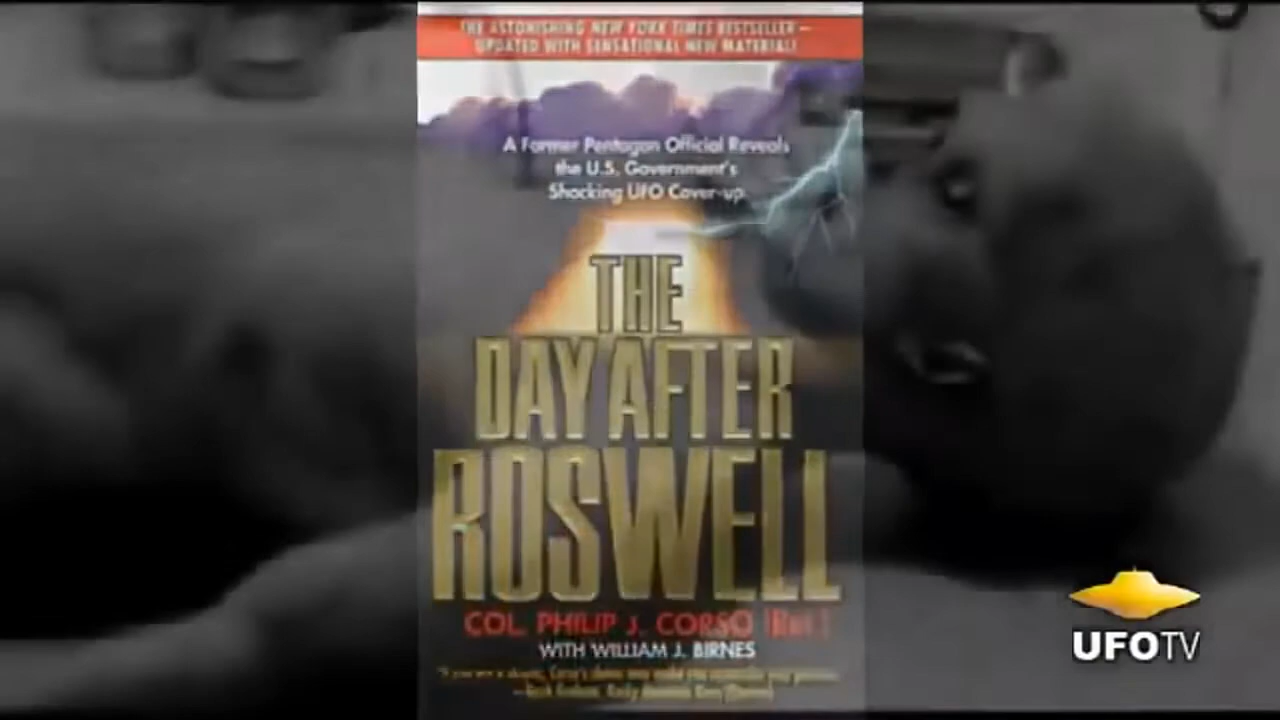 THE ASTONISHING NEW YORK TIMES BESTSELLER—
UPDATED WITH SENSATIONAL NEW MATERIAL!
A Former Pentagon Official Reveals
the U.S. Government's
Shocking UFO Cover-up
THE
DAY AFTER
ROSWELL
COL. PHILIP J. CORSO (Ret.)
WITH WILLIAM J. BIRNES
UFOTV